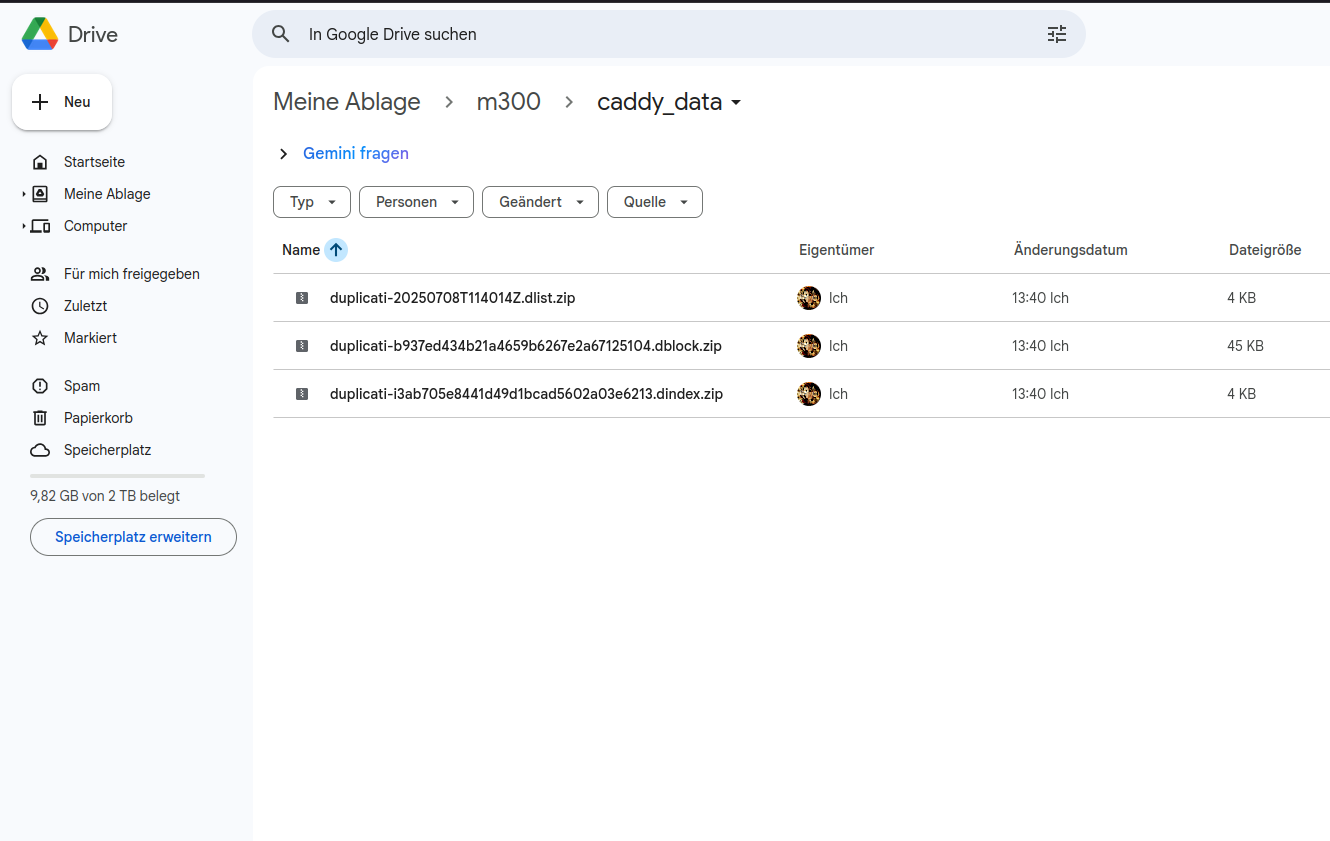 Drive
In Google Drive suchen
Neu
Meine Ablage > m300 > caddy_data
Gemini fragen
Startseite
Meine Ablage
Computer
Für mich freigegeben
Zuletzt
Markiert
Spam
Papierkorb
Speicherplatz
9,82 GB von 2 TB belegt
Speicherplatz erweitern
Typ Personen Geändert Quelle
Name Eigentümer Änderungsdatum Dateigröße
duplicati-20250708T114014Z.dlist.zip Ich 13:40 Ich 4 KB
duplicati-b937ed434b21a4659b6267e2a67125104.dblock.zip Ich 13:40 Ich 45 KB
duplicati-i3ab705e8441d49d1bcad5602a03e6213.dindex.zip Ich 13:40 Ich 4 KB